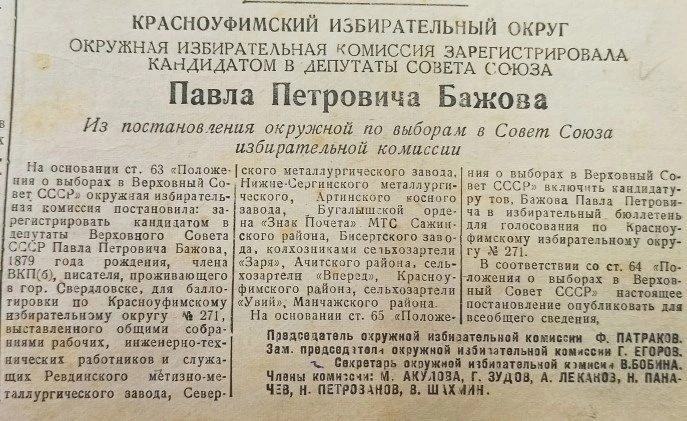 КРАСНОУФИМСКИЙ ИЗБИРАТЕЛЬНЫЙ ОКРУГ
ОКРУЖНАЯ ИЗБИРАТЕЛЬНАЯ КОМИССИЯ ЗАРЕГИСТРИРОВАЛА
КАНДИДАТОМ В ДЕПУТАТЫ СОВЕТА СОЮЗА
Павла Петровича Бажова
Из постановления окружной по выборам в Совет Союза
избирательной комиссии
На основании ст. 63 «Положе-
ния о выборах в Верховный Со-
вет СССР» окружная избиратель-
ная комиссия постановила: за-
регистрировать кандидатом в
депутаты Верховного Совета
СССР Павла Петровича Бажова,
1879 года рождения, члена
ВКП(б), писателя, проживающего
в гор. Свердловске, для балло-
тировки по Красноуфимскому
избирательному округу № 271,
выставленного общими собра-
ниями рабочих, инженерно-тех-
нических работников и служа-
щих Ревдинского метизно-ме-
таллургического завода, Север-
ского металлургического завода,
Нижне-Сергинского металлурги-
ческого, Артинского косного
завода, Бугалышской орде-
на «Знак Почета» МТС Сажин-
ского района, Бисертского заво-
да, колхозниками сельхозартели
«Заря», Ачитского района, сель-
хозартели «Вперед», Красноу-
фимского района, сельхозартели
«Увий», Манчажского района.
На основании ст. 65 «Положе-
ния о выборах в Верховный Со-
вет СССР» включить кандидату-
ру тов, Бажова Павла Петрови-
ча в избирательный бюллетень
для голосования по Красноу-
фимскому избирательному окру-
гу № 271.
В соответствии со ст. 64 «По-
ложения о выборах в Верхов-
ный Совет СССР» настоящее
постановление опубликовать для
всеобщего сведения,
Председатель окружной избирательной комиссии Ф. ПАТРАКОВ.
Зам. председателя окружной избирательной комиссии Г. ЕГОРОВ.
Секретарь окружной избирательной комисии В.БОБИНА.
Члены комиссии: М. АКУЛОВА, Г. ЗУДОВ, А. ЛЕКАНОВ, Н. ПАНА-
ЧЕВ, Н. ПЕТРОВАНОВ, В. ШАХМИН.